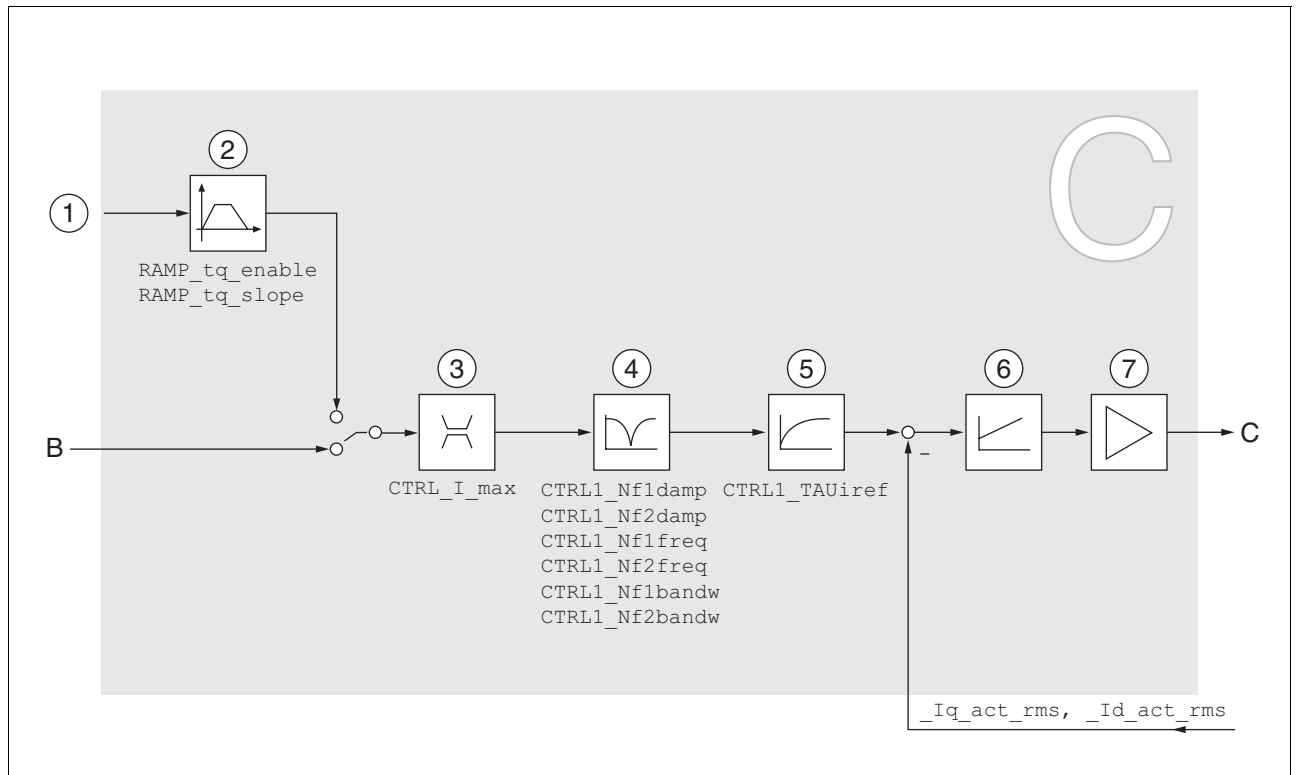 C
2
1
RAMP_tq_enable
RAMP_tq_slope
3
4
5
6
7
B
–
C
CTRL_I_max
CTRL1_Nf1damp
CTRL1_Nf2damp
CTRL1_Nf1freq
CTRL1_Nf2freq
CTRL1_Nf1bandw
CTRL1_Nf2bandw
CTRL1_TAUiref
_Iq_act_rms, _Id_act_rms